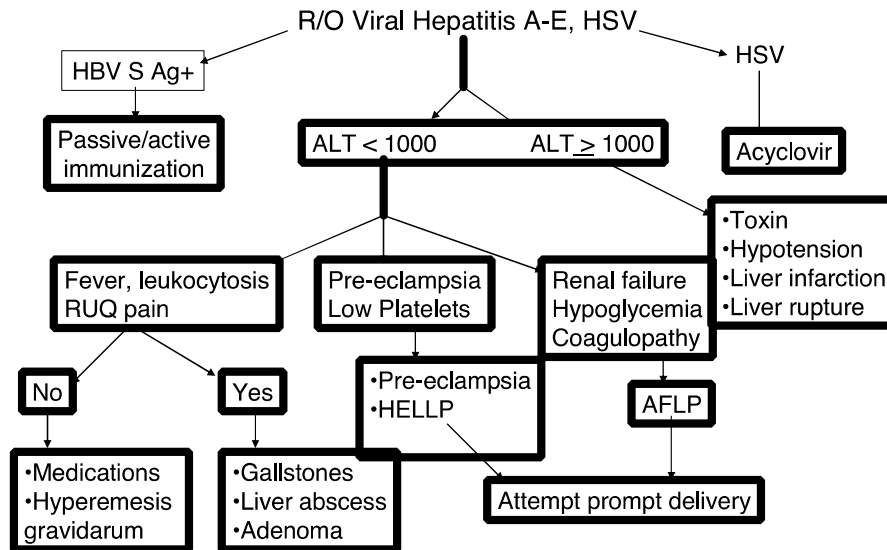 R/O Viral Hepatitis A-E, HSV
HBV S Ag+
HSV
Passive/active
immunization
ALT < 1000
ALT ≥ 1000
Acyclovir
•Toxin
•Hypotension
•Liver infarction
•Liver rupture
Fever, leukocytosis
RUQ pain
Pre-eclampsia
Low Platelets
Renal failure
Hypoglycemia
Coagulopathy
No
Yes
•Pre-eclampsia
•HELLP
AFLP
•Medications
•Hyperemesis
gravidarum
•Gallstones
•Liver abscess
•Adenoma
Attempt prompt delivery